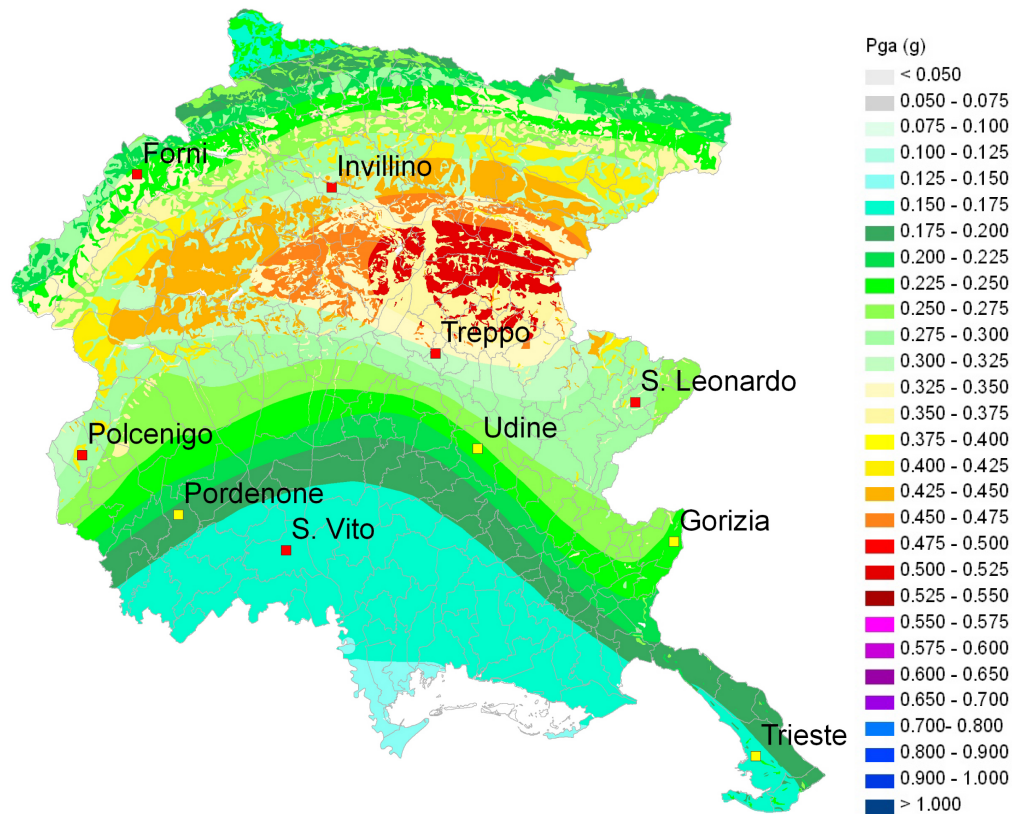 Forni
Invillino
Treppo
S. Leonardo
Polcenigo
Udine
Pordenone
S. Vito
Gorizia
Trieste
Pga (g)
< 0.050
0.050 - 0.075
0.075 - 0.100
0.100 - 0.125
0.125 - 0.150
0.150 - 0.175
0.175 - 0.200
0.200 - 0.225
0.225 - 0.250
0.250 - 0.275
0.275 - 0.300
0.300 - 0.325
0.325 - 0.350
0.350 - 0.375
0.375 - 0.400
0.400 - 0.425
0.425 - 0.450
0.450 - 0.475
0.475 - 0.500
0.500 - 0.525
0.525 - 0.550
0.550 - 0.575
0.575 - 0.600
0.600 - 0.650
0.650 - 0.700
0.700- 0.800
0.800 - 0.900
0.900 - 1.000
> 1.000